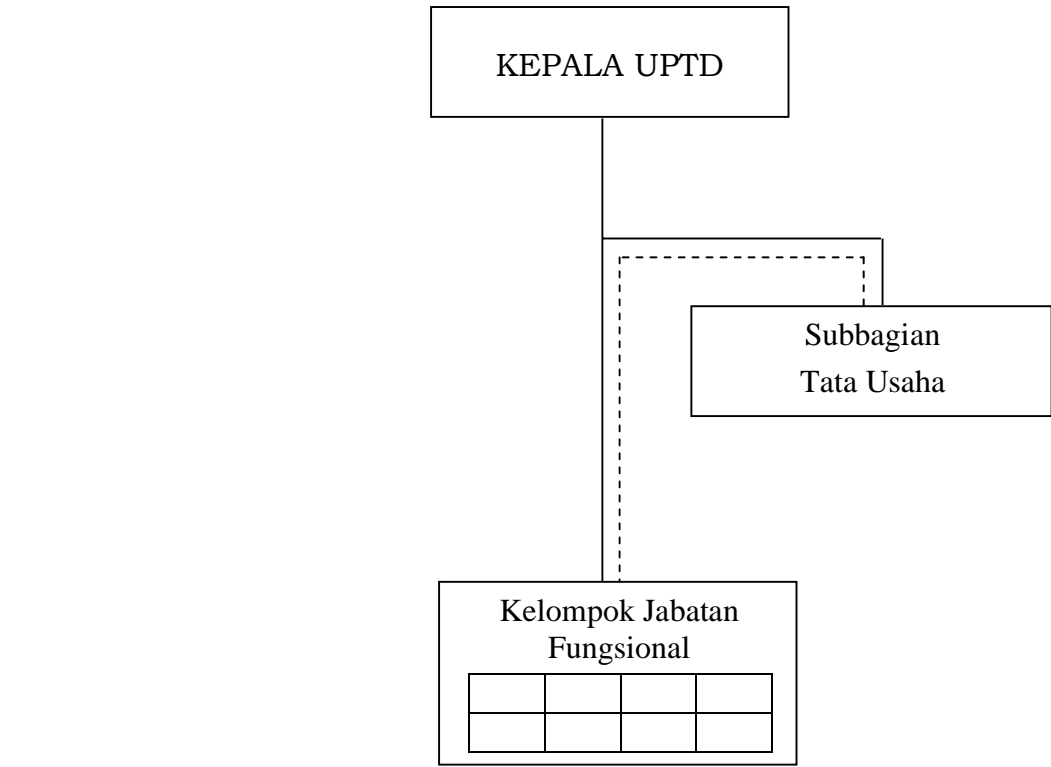 KEPALA UPTD
Subbagian
Tata Usaha
Kelompok Jabatan
Fungsional